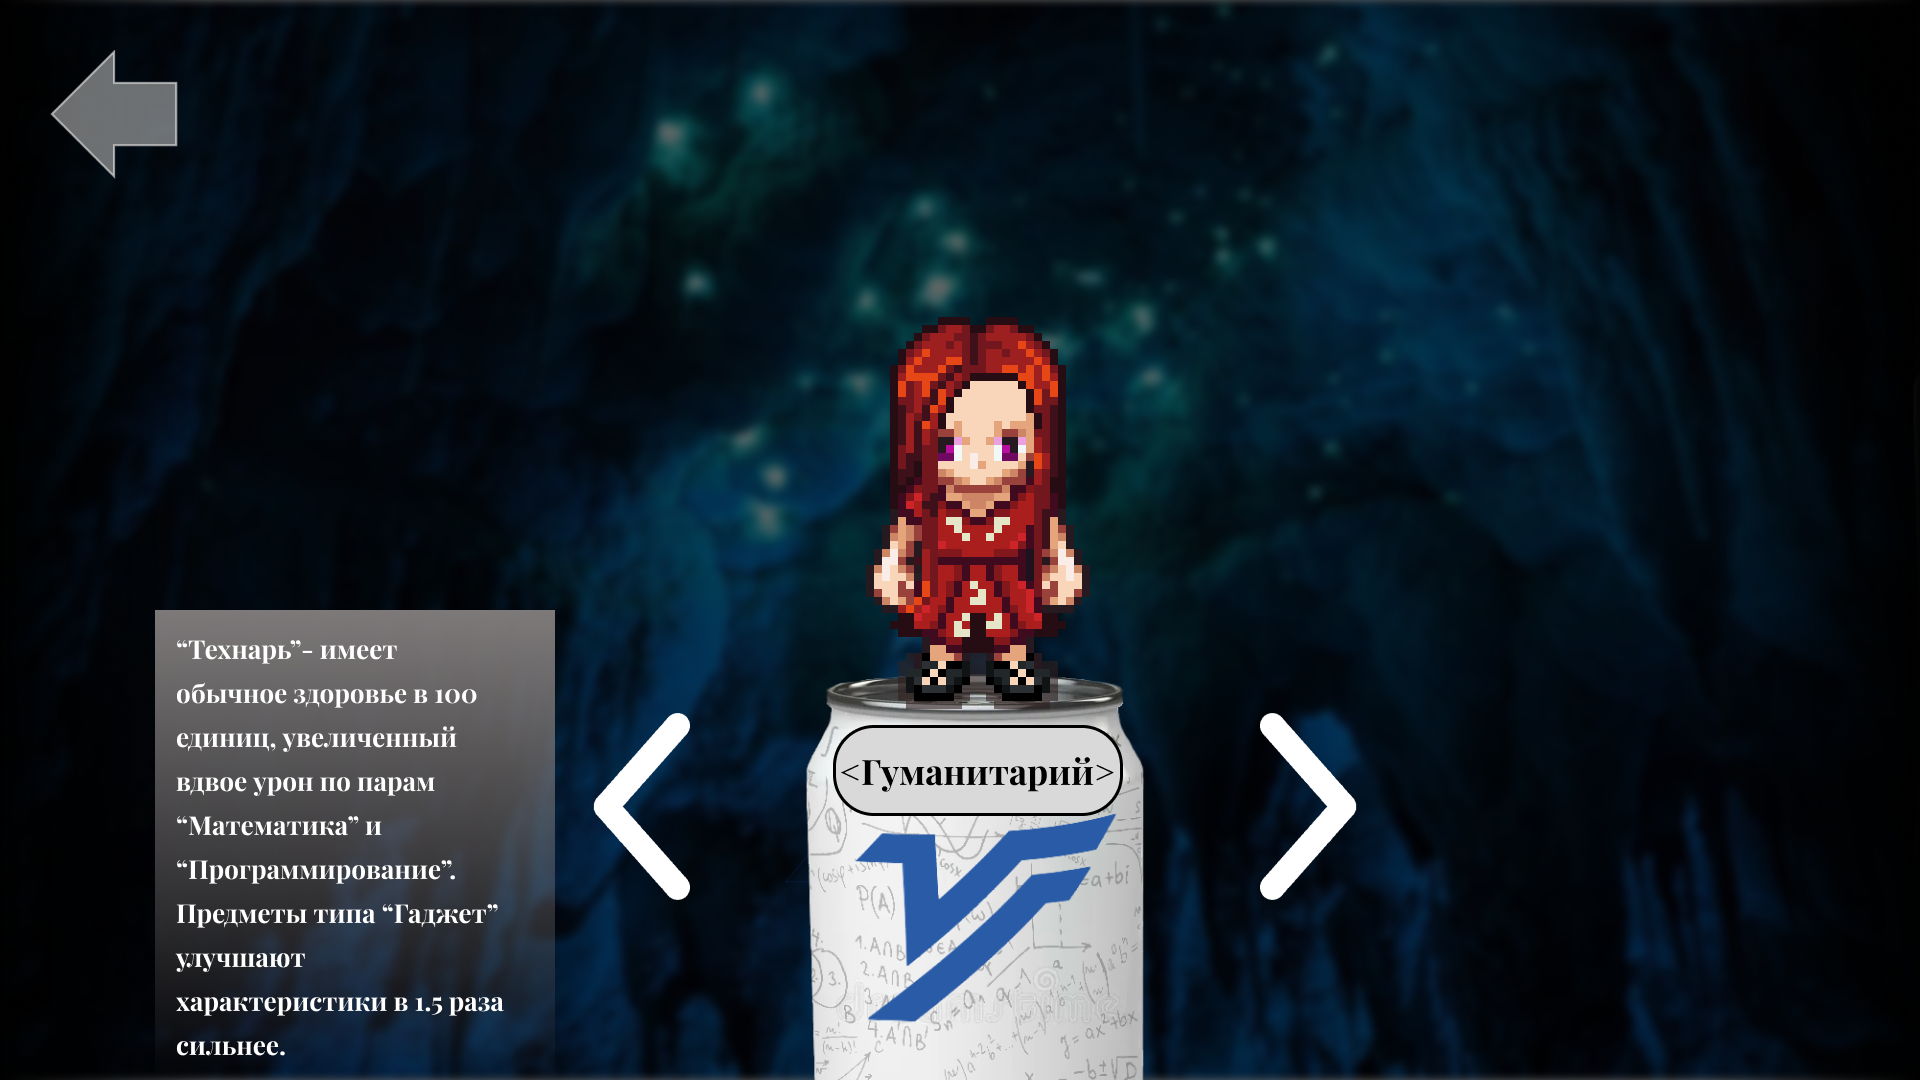 “Технарь”- имеет
обычное здоровье в 100
единиц, увеличенный
вдвое урон по парам
“Математика” и
“Программирование”.
Предметы типа “Гаджет”
улучшают
характеристики в 1.5 раза
сильнее.
<Гуманитарий>
P(A)
=a+bi